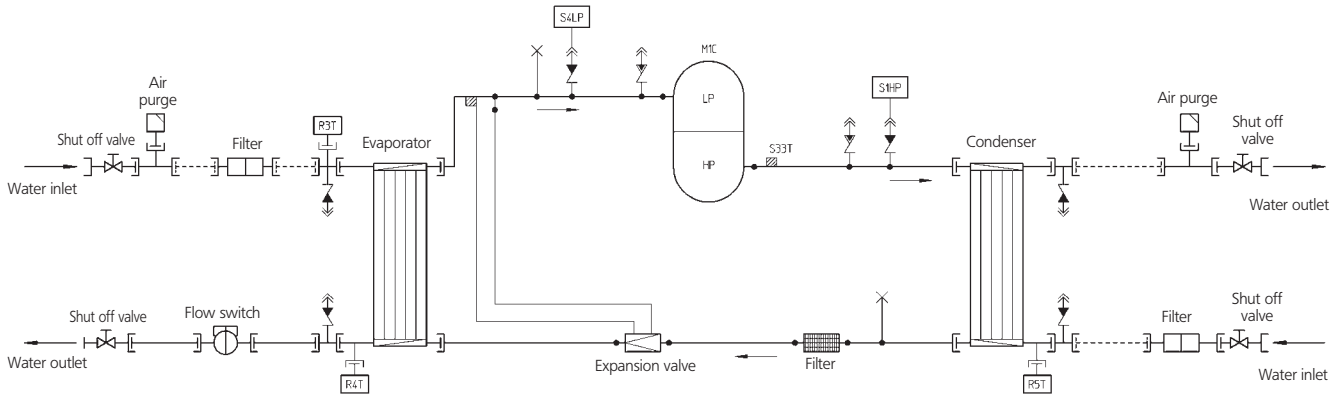 S4LP
M1C
Air
purge
Shut off valve
Filter
R3T
Evaporator
LP
HP
S1HP
S33T
Condenser
Air purge
Shut off
valve
Water inlet
Water outlet
Shut off valve
Flow switch
Water outlet
R4T
Expansion valve
Filter
R5T
Filter
Shut off
valve
Water inlet